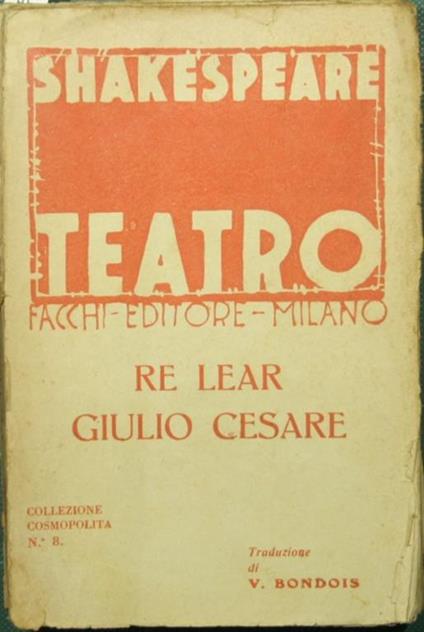 SHAKESPEARE
TEATRO
FACCHI-EDITORE-MILANO
RE LEAR
GIULIO CESARE
COLLEZIONE
COSMOPOLITA
N.° 8.
Traduzione
di
V. BONDOIS